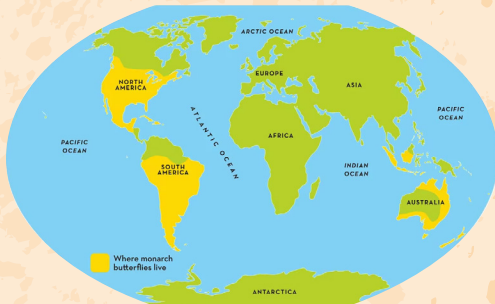 ARCTIC OCEAN
NORTH
AMERICA
EUROPE
ASIA
ATLANTIC OCEAN
PACIFIC
OCEAN
PACIFIC
OCEAN
AFRICA
SOUTH
AMERICA
INDIAN
OCEAN
AUSTRALIA
Where monarch
butterflies live
ANTARCTICA